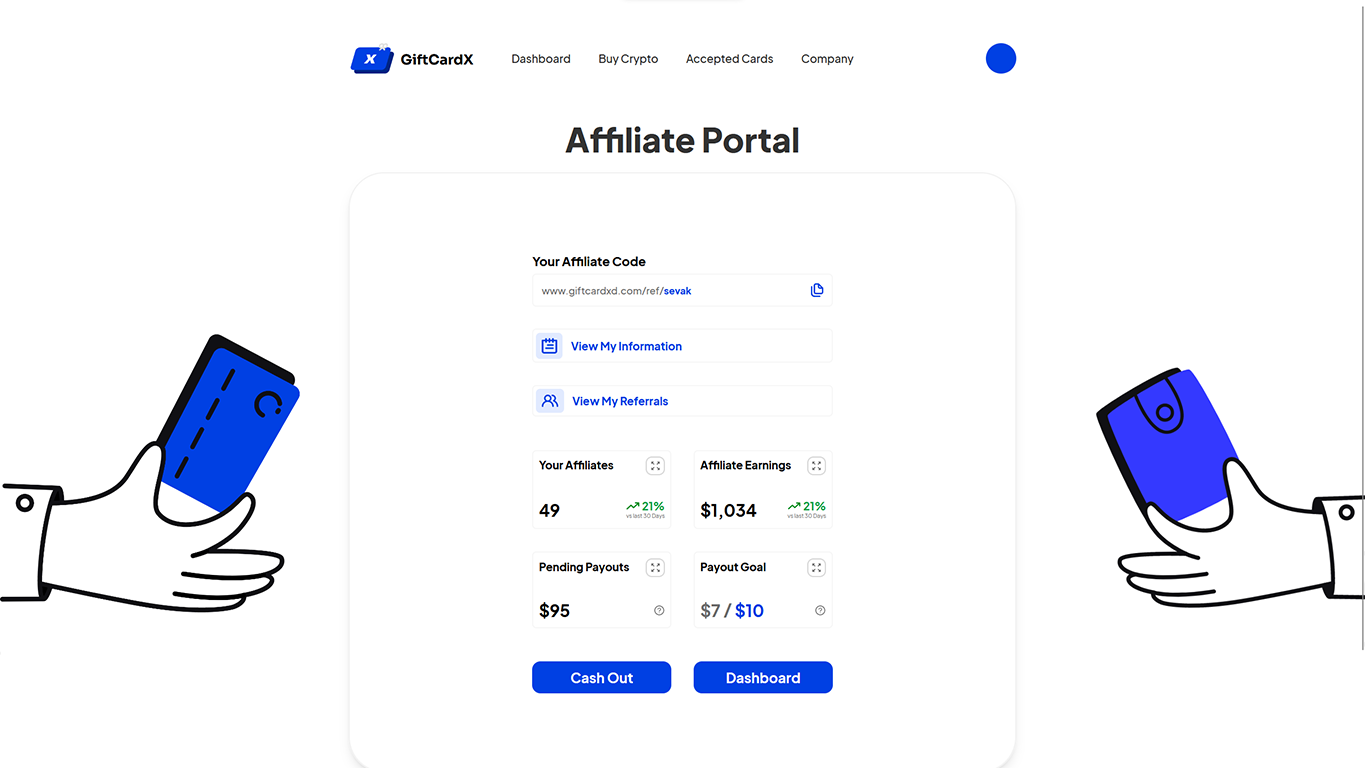 X GiftCardX Dashboard Buy Crypto Accepted Cards Company
Affiliate Portal
Your Affiliate Code
www.giftcardxd.com/ref/sevak
View My Information
View My Referrals
Your Affiliates
49
21%
vs last 30 Days
Affiliate Earnings
$1,034
21%
vs last 30 Days
Pending Payouts
$95
Payout Goal
$7 / $10
Cash Out
Dashboard